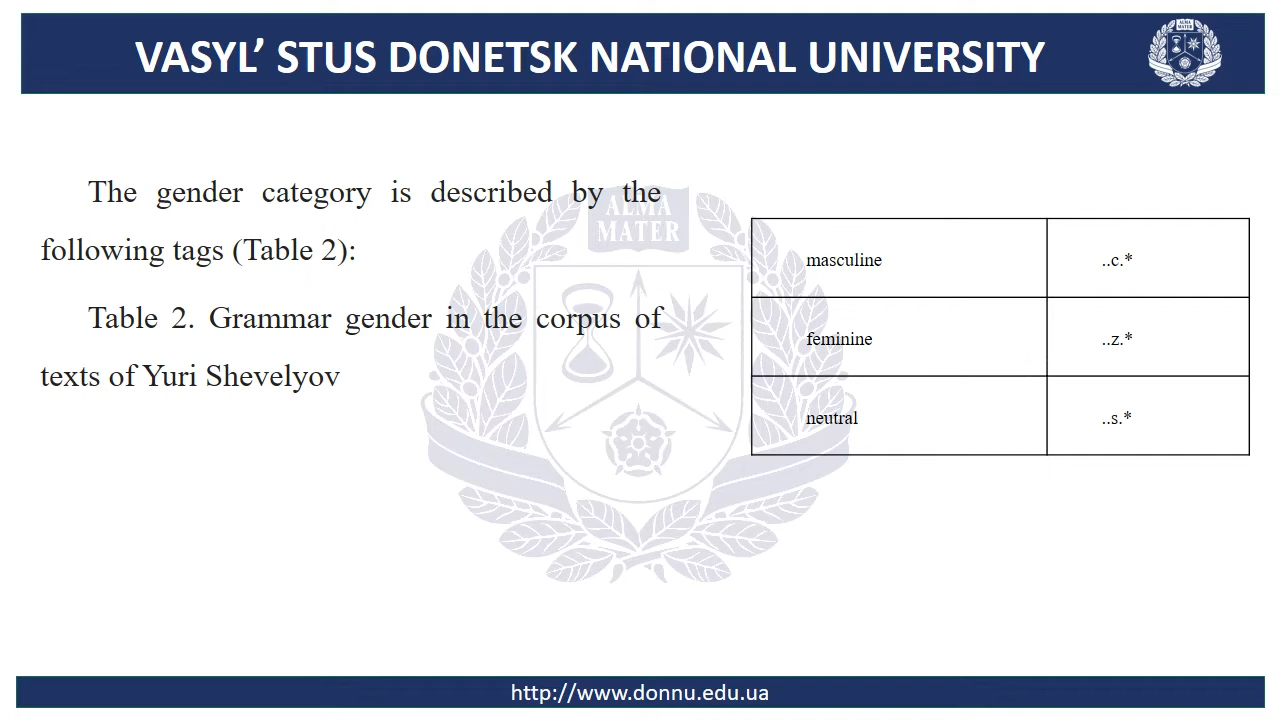 VASYL’ STUS DONETSK NATIONAL UNIVERSITY
ALMA
MATER
The gender category is described by the
following tags (Table 2):
Table 2. Grammar gender in the corpus of
texts of Yuri Shevelyov
ALMA
MATER
masculine ..c.*
feminine ..z.*
neutral ..s.*
http://www.donnu.edu.ua